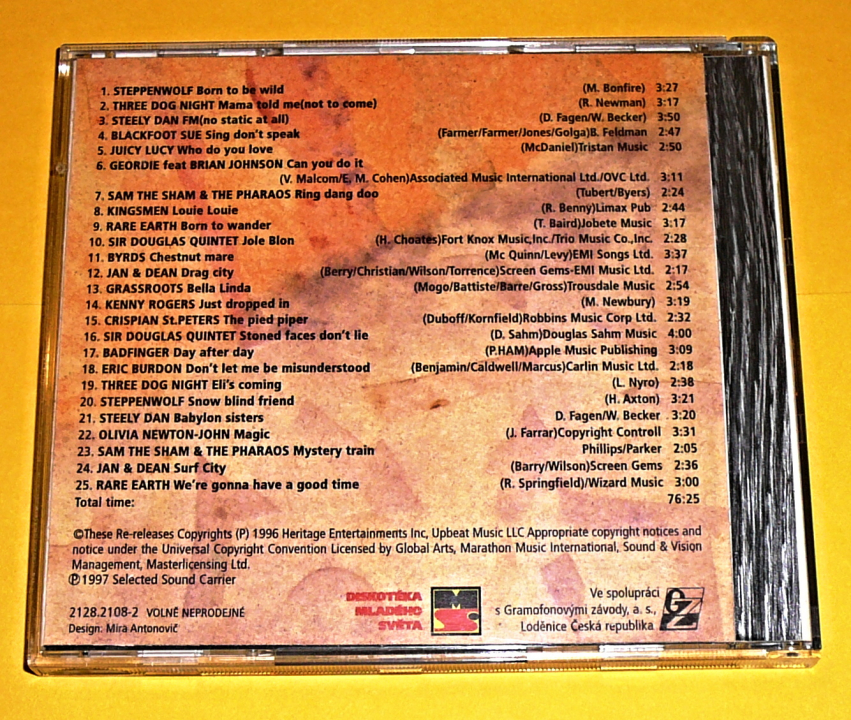 1. STEPPENWOLF Born to be wild (M. Bonfire) 3:27
2. THREE DOG NIGHT Mama told me(not to come) (R. Newman) 3:17
3. STEELY DAN FM(no static at all) (D. Fagen/W. Becker) 3:50
4. BLACKFOOT SUE Sing don't speak (Farmer/Farmer/Jones/Golga)B. Feldman 2:47
5. JUICY LUCY Who do you love (McDaniel)Tristan Music 2:50
6. GEORDIE feat BRIAN JOHNSON Can you do it
(V. Malcom/E. M. Cohen)Associated Music International Ltd./OVC Ltd. 3:11
7. SAM THE SHAM & THE PHARAOS Ring dang doo (Tubert/Byers) 2:24
8. KINGSMEN Louie Louie (R. Benny)Limax Pub 2:44
9. RARE EARTH Born to wander (T. Baird)Jobete Music 3:17
10. SIR DOUGLAS QUINTET Jole Blon (H. Choates)Fort Knox Music,Inc./Trio Music Co.,Inc. 2:28
11. BYRDS Chestnut mare (Mc Quinn/Levy)EMI Songs Ltd. 3:37
12. JAN & DEAN Drag city (Berry/Christian/Wilson/Torrence)Screen Gems-EMI Music Ltd. 2:17
13. GRASSROOTS Bella Linda (Mogo/Battiste/Barre/Gross)Trousdale Music 2:54
14. KENNY ROGERS Just dropped in (M. Newbury) 3:19
15. CRISPIAN St.PETERS The pied piper (Duboff/Kornfield)Robbins Music Corp Ltd. 2:32
16. SIR DOUGLAS QUINTET Stoned faces don't lie (D. Sahm)Douglas Sahm Music 4:00
17. BADFINGER Day after day (P.HAM)Apple Music Publishing 3:09
18. ERIC BURDON Don't let me be misunderstood (Benjamin/Caldwell/Marcus)Carlin Music Ltd. 2:18
19. THREE DOG NIGHT Eli's coming (L. Nyro) 2:38
20. STEPPENWOLF Snow blind friend (H. Axton) 3:21
21. STEELY DAN Babylon sisters D. Fagen/W. Becker 3:20
22. OLIVIA NEWTON-JOHN Magic (J. Farrar)Copyright Controll 3:31
23. SAM THE SHAM & THE PHARAOS Mystery train Phillips/Parker 2:05
24. JAN & DEAN Surf City (Barry/Wilson)Screen Gems 2:36
25. RARE EARTH We're gonna have a good time (R. Springfield)/Wizard Music 3:00
Total time: 76:25
©These Re-releases Copyrights (P) 1996 Heritage Entertainments Inc, Upbeat Music LLC Appropriate copyright notices and
notice under the Universal Copyright Convention Licensed by Global Arts, Marathon Music International, Sound & Vision
Management, Masterlicensing Ltd.
℗1997 Selected Sound Carrier
2128.2108-2 VOLNĚ NEPRODEJNÉ
Design: Mira Antonovič
DISKOTÉKA
MLADÉHO
SVĚTA
MS
Ve spolupráci
s Gramofonovými závody, a. s.,
Loděnice Česká republika
GZ